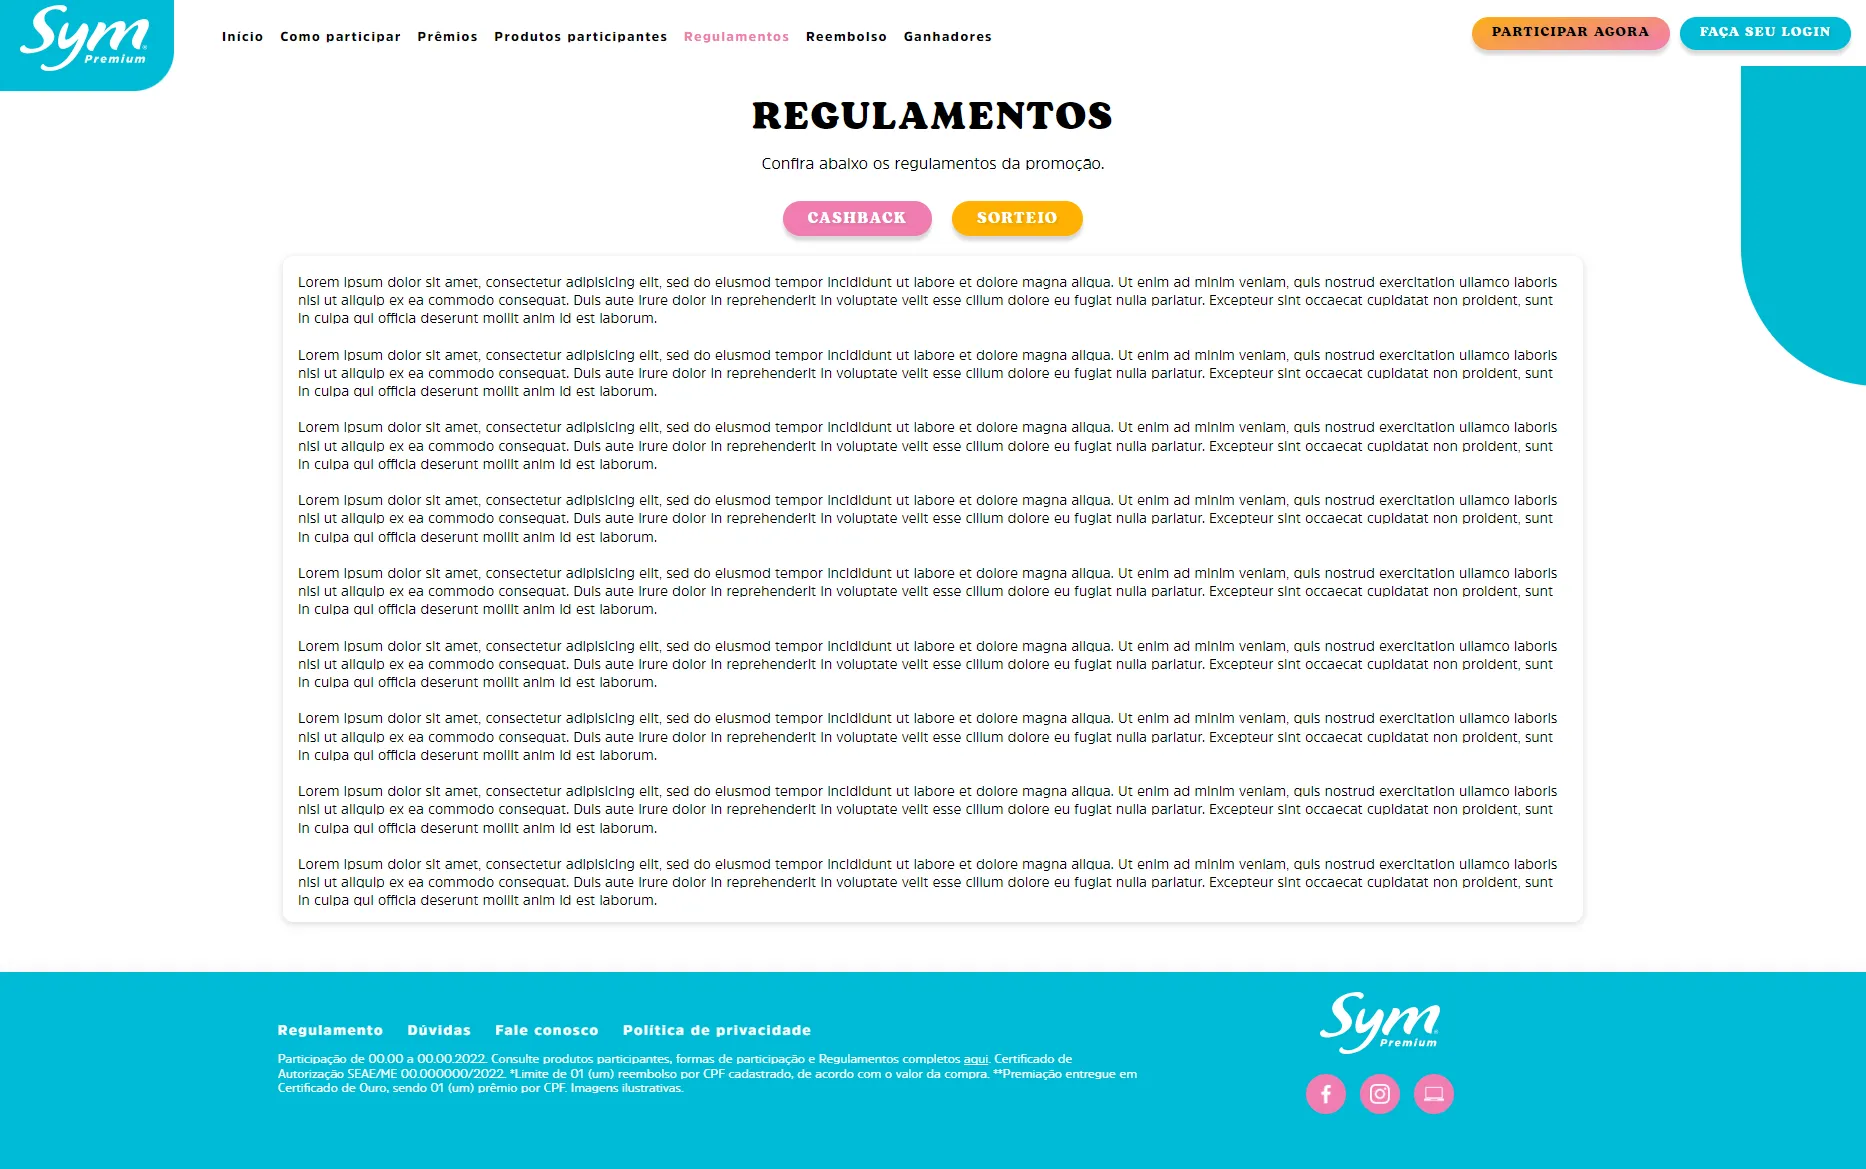 Sym
Premium
Início Como participar Prêmios Produtos participantes Regulamentos Reembolso Ganhadores
PARTICIPAR AGORA FAÇA SEU LOGIN
REGULAMENTOS
Confira abaixo os regulamentos da promoção.
CASHBACK SORTEIO
Lorem ipsum dolor sit amet, consectetur adipisicing elit, sed do eiusmod tempor incididunt ut labore et dolore magna aliqua. Ut enim ad minim veniam, quis nostrud exercitation ullamco laboris
nisi ut aliquip ex ea commodo consequat. Duis aute irure dolor in reprehenderit in voluptate velit esse cillum dolore eu fugiat nulla pariatur. Excepteur sint occaecat cupidatat non proident, sunt
in culpa qui officia deserunt mollit anim id est laborum.
Lorem ipsum dolor sit amet, consectetur adipisicing elit, sed do eiusmod tempor incididunt ut labore et dolore magna aliqua. Ut enim ad minim veniam, quis nostrud exercitation ullamco laboris
nisi ut aliquip ex ea commodo consequat. Duis aute irure dolor in reprehenderit in voluptate velit esse cillum dolore eu fugiat nulla pariatur. Excepteur sint occaecat cupidatat non proident, sunt
in culpa qui officia deserunt mollit anim id est laborum.
Lorem ipsum dolor sit amet, consectetur adipisicing elit, sed do eiusmod tempor incididunt ut labore et dolore magna aliqua. Ut enim ad minim veniam, quis nostrud exercitation ullamco laboris
nisi ut aliquip ex ea commodo consequat. Duis aute irure dolor in reprehenderit in voluptate velit esse cillum dolore eu fugiat nulla pariatur. Excepteur sint occaecat cupidatat non proident, sunt
in culpa qui officia deserunt mollit anim id est laborum.
Lorem ipsum dolor sit amet, consectetur adipisicing elit, sed do eiusmod tempor incididunt ut labore et dolore magna aliqua. Ut enim ad minim veniam, quis nostrud exercitation ullamco laboris
nisi ut aliquip ex ea commodo consequat. Duis aute irure dolor in reprehenderit in voluptate velit esse cillum dolore eu fugiat nulla pariatur. Excepteur sint occaecat cupidatat non proident, sunt
in culpa qui officia deserunt mollit anim id est laborum.
Lorem ipsum dolor sit amet, consectetur adipisicing elit, sed do eiusmod tempor incididunt ut labore et dolore magna aliqua. Ut enim ad minim veniam, quis nostrud exercitation ullamco laboris
nisi ut aliquip ex ea commodo consequat. Duis aute irure dolor in reprehenderit in voluptate velit esse cillum dolore eu fugiat nulla pariatur. Excepteur sint occaecat cupidatat non proident, sunt
in culpa qui officia deserunt mollit anim id est laborum.
Lorem ipsum dolor sit amet, consectetur adipisicing elit, sed do eiusmod tempor incididunt ut labore et dolore magna aliqua. Ut enim ad minim veniam, quis nostrud exercitation ullamco laboris
nisi ut aliquip ex ea commodo consequat. Duis aute irure dolor in reprehenderit in voluptate velit esse cillum dolore eu fugiat nulla pariatur. Excepteur sint occaecat cupidatat non proident, sunt
in culpa qui officia deserunt mollit anim id est laborum.
Lorem ipsum dolor sit amet, consectetur adipisicing elit, sed do eiusmod tempor incididunt ut labore et dolore magna aliqua. Ut enim ad minim veniam, quis nostrud exercitation ullamco laboris
nisi ut aliquip ex ea commodo consequat. Duis aute irure dolor in reprehenderit in voluptate velit esse cillum dolore eu fugiat nulla pariatur. Excepteur sint occaecat cupidatat non proident, sunt
in culpa qui officia deserunt mollit anim id est laborum.
Lorem ipsum dolor sit amet, consectetur adipisicing elit, sed do eiusmod tempor incididunt ut labore et dolore magna aliqua. Ut enim ad minim veniam, quis nostrud exercitation ullamco laboris
nisi ut aliquip ex ea commodo consequat. Duis aute irure dolor in reprehenderit in voluptate velit esse cillum dolore eu fugiat nulla pariatur. Excepteur sint occaecat cupidatat non proident, sunt
in culpa qui officia deserunt mollit anim id est laborum.
Lorem ipsum dolor sit amet, consectetur adipisicing elit, sed do eiusmod tempor incididunt ut labore et dolore magna aliqua. Ut enim ad minim veniam, quis nostrud exercitation ullamco laboris
nisi ut aliquip ex ea commodo consequat. Duis aute irure dolor in reprehenderit in voluptate velit esse cillum dolore eu fugiat nulla pariatur. Excepteur sint occaecat cupidatat non proident, sunt
in culpa qui officia deserunt mollit anim id est laborum.
Regulamento Dúvidas Fale conosco Política de privacidade
Participação de 00.00 a 00.00.2022. Consulte produtos participantes, formas de participação e Regulamentos completos aqui. Certificado de
Autorização SEAE/ME 00.000000/2022. *Limite de 01 (um) reembolso por CPF cadastrado, de acordo com o valor da compra. **Premiação entregue em
Certificado de Ouro, sendo 01 (um) prêmio por CPF. Imagens ilustrativas.
Sym
Premium